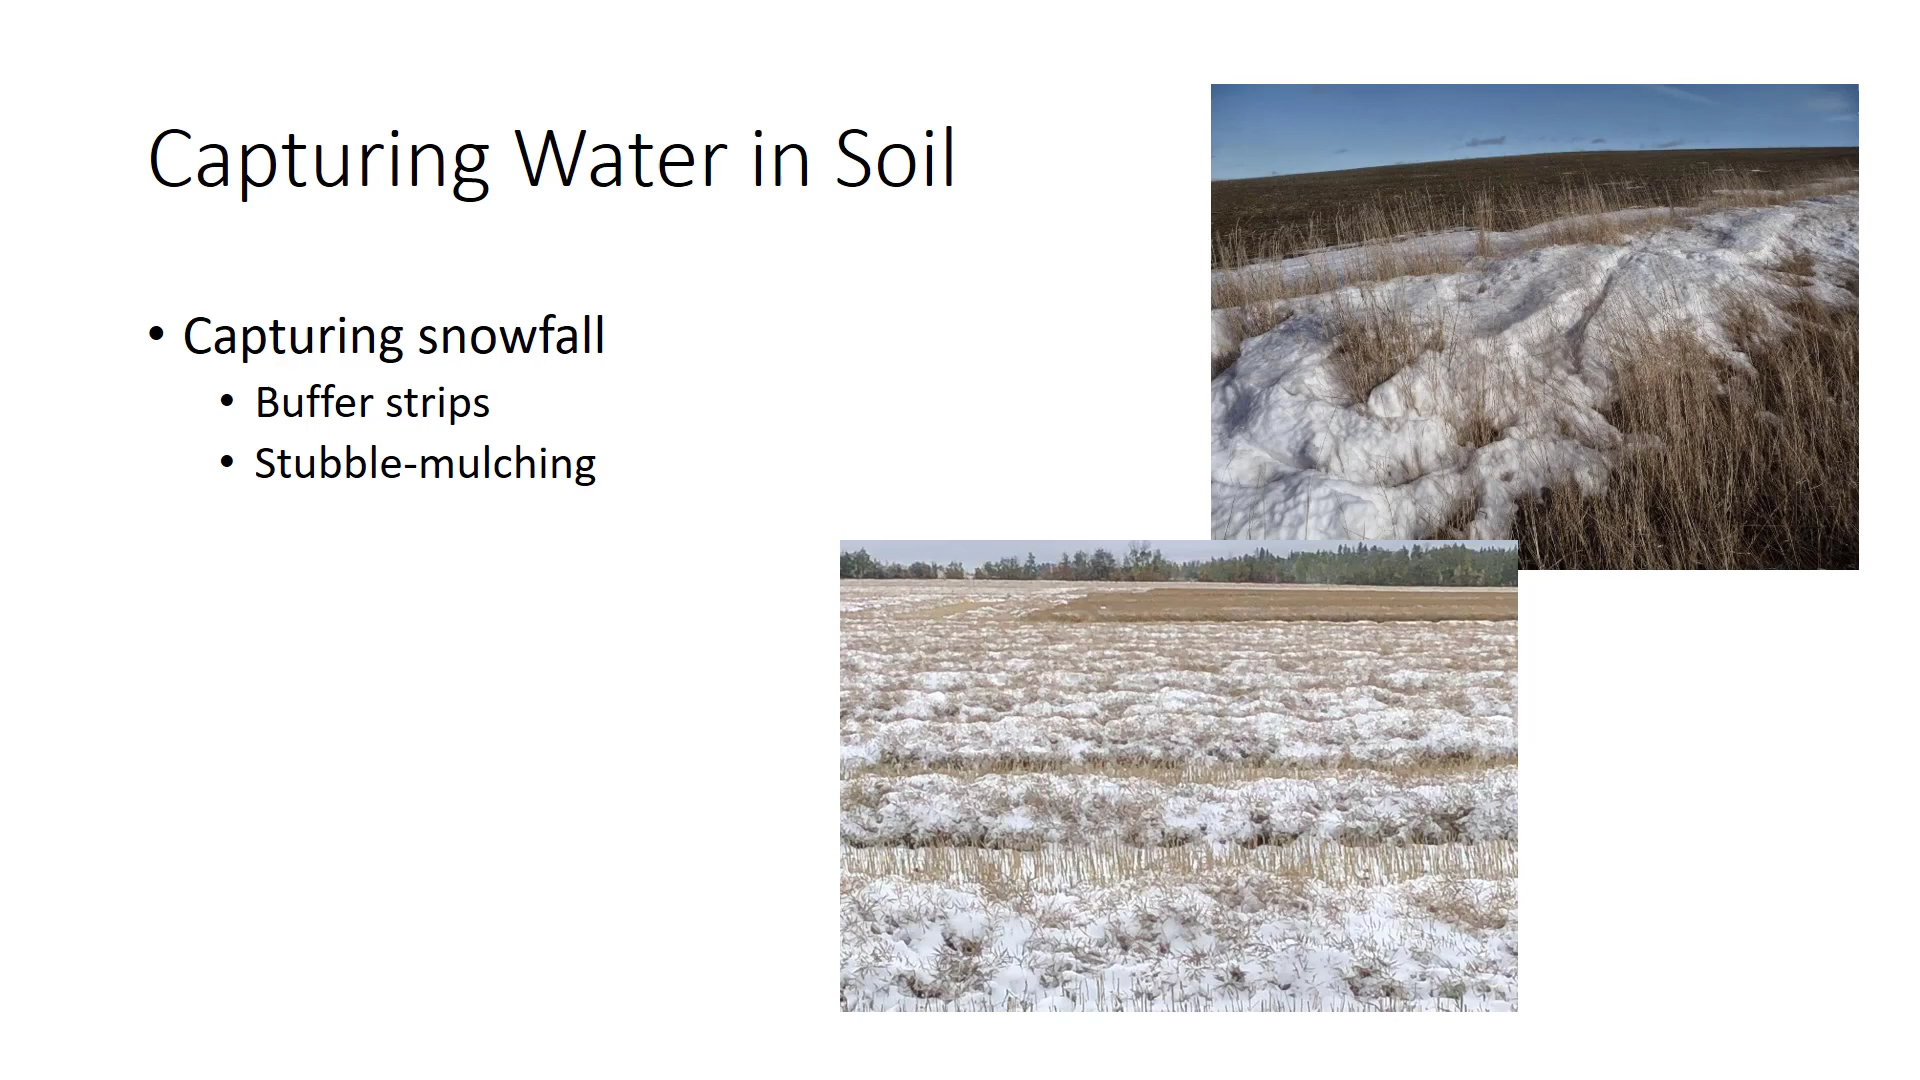 Capturing Water in Soil
• Capturing snowfall
• Buffer strips
• Stubble-mulching